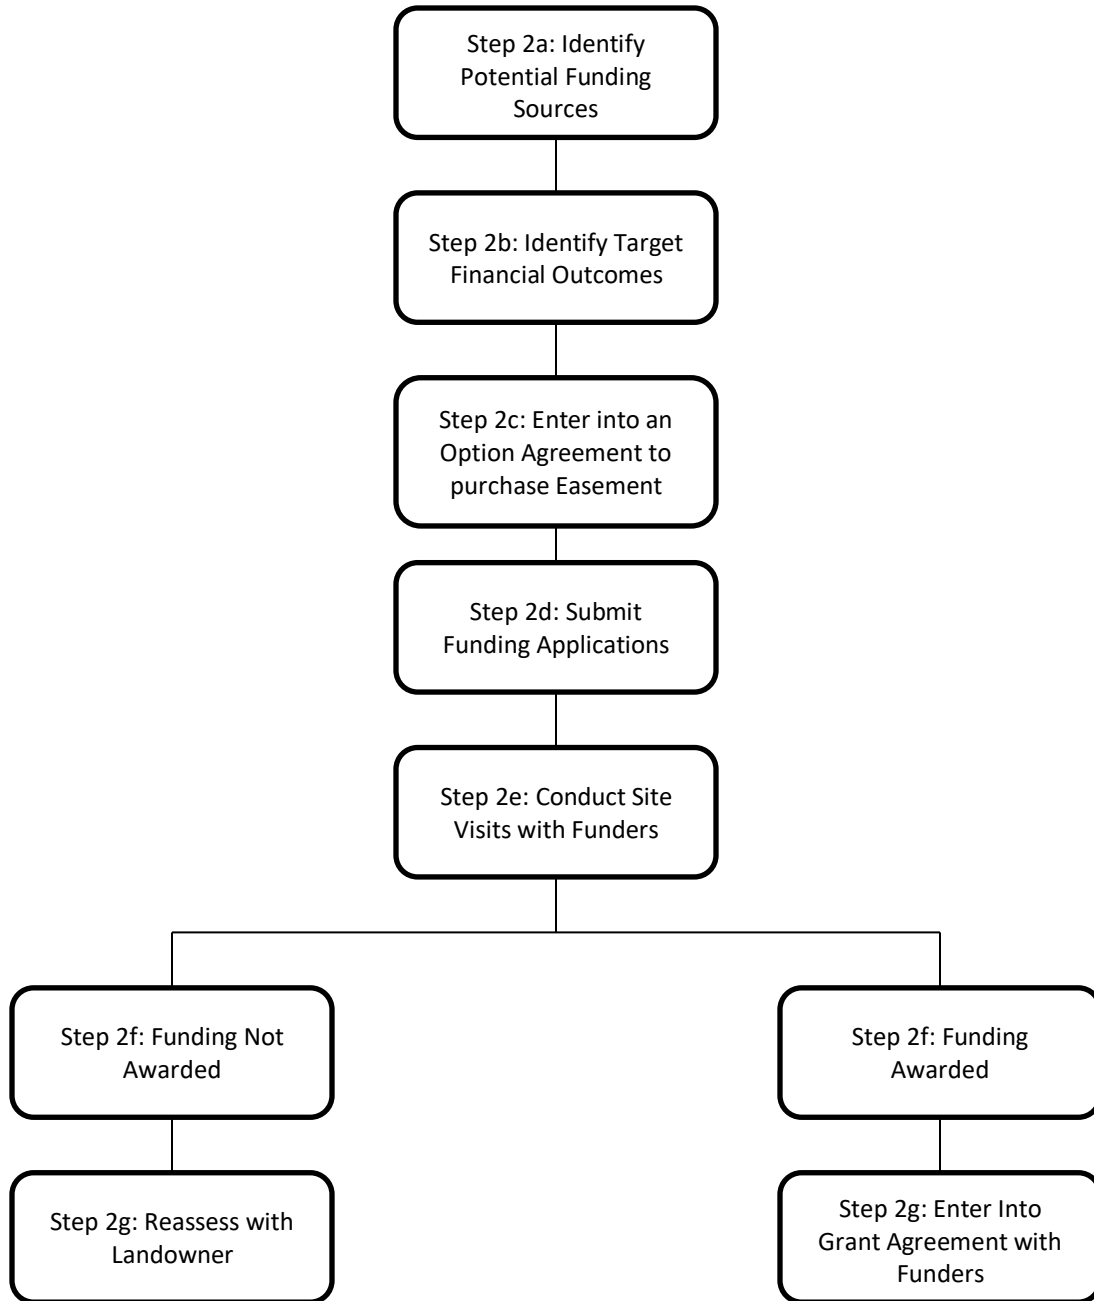 Step 2a: Identify
Potential Funding
Sources
Step 2b: Identify Target
Financial Outcomes
Step 2c: Enter into an
Option Agreement to
purchase Easement
Step 2d: Submit
Funding Applications
Step 2e: Conduct Site
Visits with Funders
Step 2f: Funding Not
Awarded
Step 2f: Funding
Awarded
Step 2g: Reassess with
Landowner
Step 2g: Enter Into
Grant Agreement with
Funders